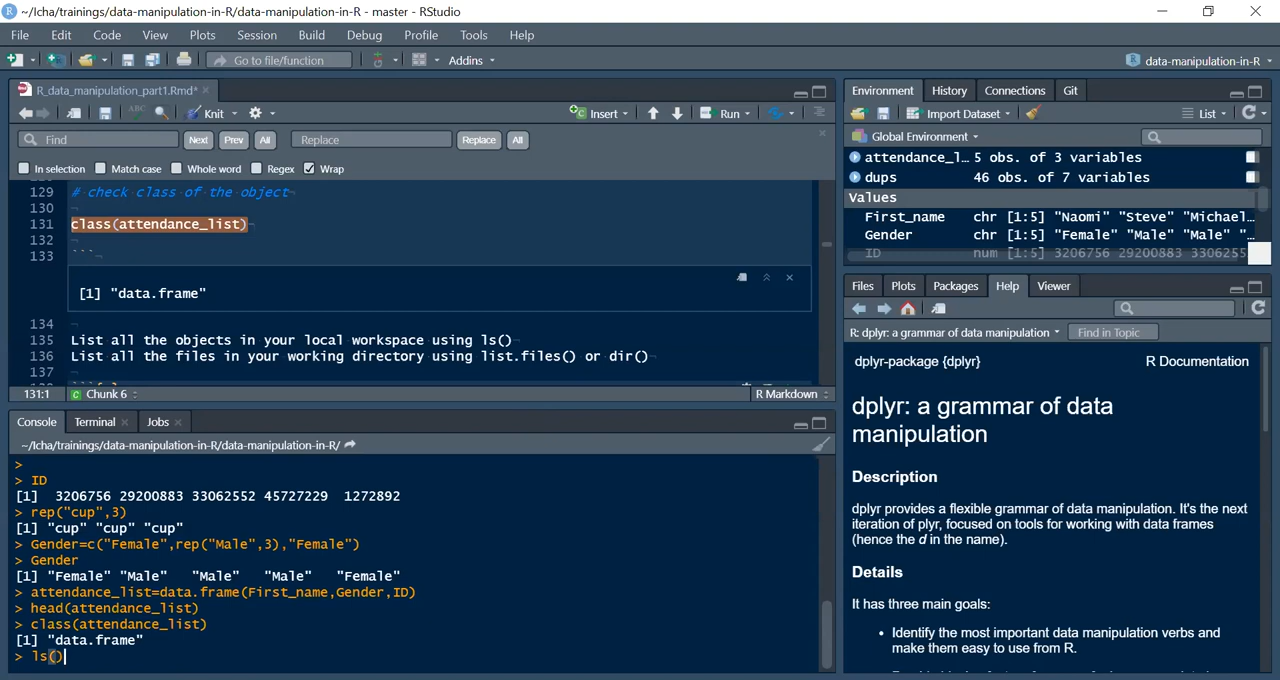 ~/Icha/trainings/data-manipulation-in-R/data-manipulation-in-R - master - RStudio
File Edit Code View Plots Session Build Debug Profile Tools Help
Go to file/function Addins data-manipulation-in-R
R_data_manipulation_part1.Rmd*
ABC Knit Insert Run
Find Next Prev All Replace Replace All
In selection Match case Whole word Regex Wrap
129 # check class of the object
130
131 class(attendance_list)
132
133 ```
[1] "data.frame"
134
135 List all the objects in your local workspace using ls()
136 List all the files in your working directory using list.files() or dir()
137
131:1 Chunk 6 R Markdown
Console Terminal Jobs
~/Icha/trainings/data-manipulation-in-R/data-manipulation-in-R/
>
> ID
[1] 3206756 29200883 33062552 45727229 1272892
> rep("cup",3)
[1] "cup" "cup" "cup"
> Gender=c("Female",rep("Male",3),"Female")
> Gender
[1] "Female" "Male" "Male" "Male" "Female"
> attendance_list=data.frame(First_name,Gender,ID)
> head(attendance_list)
> class(attendance_list)
[1] "data.frame"
> ls()
Environment History Connections Git
Import Dataset List
Global Environment
attendance_l… 5 obs. of 3 variables
dups 46 obs. of 7 variables
Values
First_name chr [1:5] "Naomi" "Steve" "Michael…
Gender chr [1:5] "Female" "Male" "Male" "…
ID num [1:5] 3206756 29200883 3306255
Files Plots Packages Help Viewer
R: dplyr: a grammar of data manipulation Find in Topic
dplyr-package {dplyr} R Documentation
dplyr: a grammar of data
manipulation
Description
dplyr provides a flexible grammar of data manipulation. It's the next
iteration of plyr, focused on tools for working with data frames
(hence the d in the name).
Details
It has three main goals:
• Identify the most important data manipulation verbs and
make them easy to use from R.